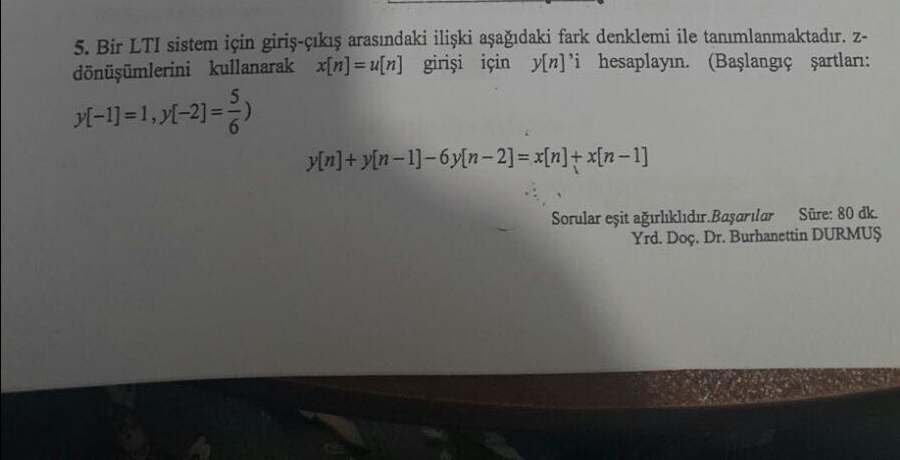 5. Bir LTI sistem için giriş-çıkış arasındaki ilişki aşağıdaki fark denklemi ile tanımlanmaktadır. z-
dönüşümlerini kullanarak x[n]=u[n] girişi için y[n]'i hesaplayın. (Başlangıç şartları:
y[−1]=1, y[−2]=5/6)
y[n]+y[n−1]−6y[n−2]=x[n]+x[n−1]
Sorular eşit ağırlıklıdır.Başarılar Süre: 80 dk.
Yrd. Doç. Dr. Burhanettin DURMUŞ